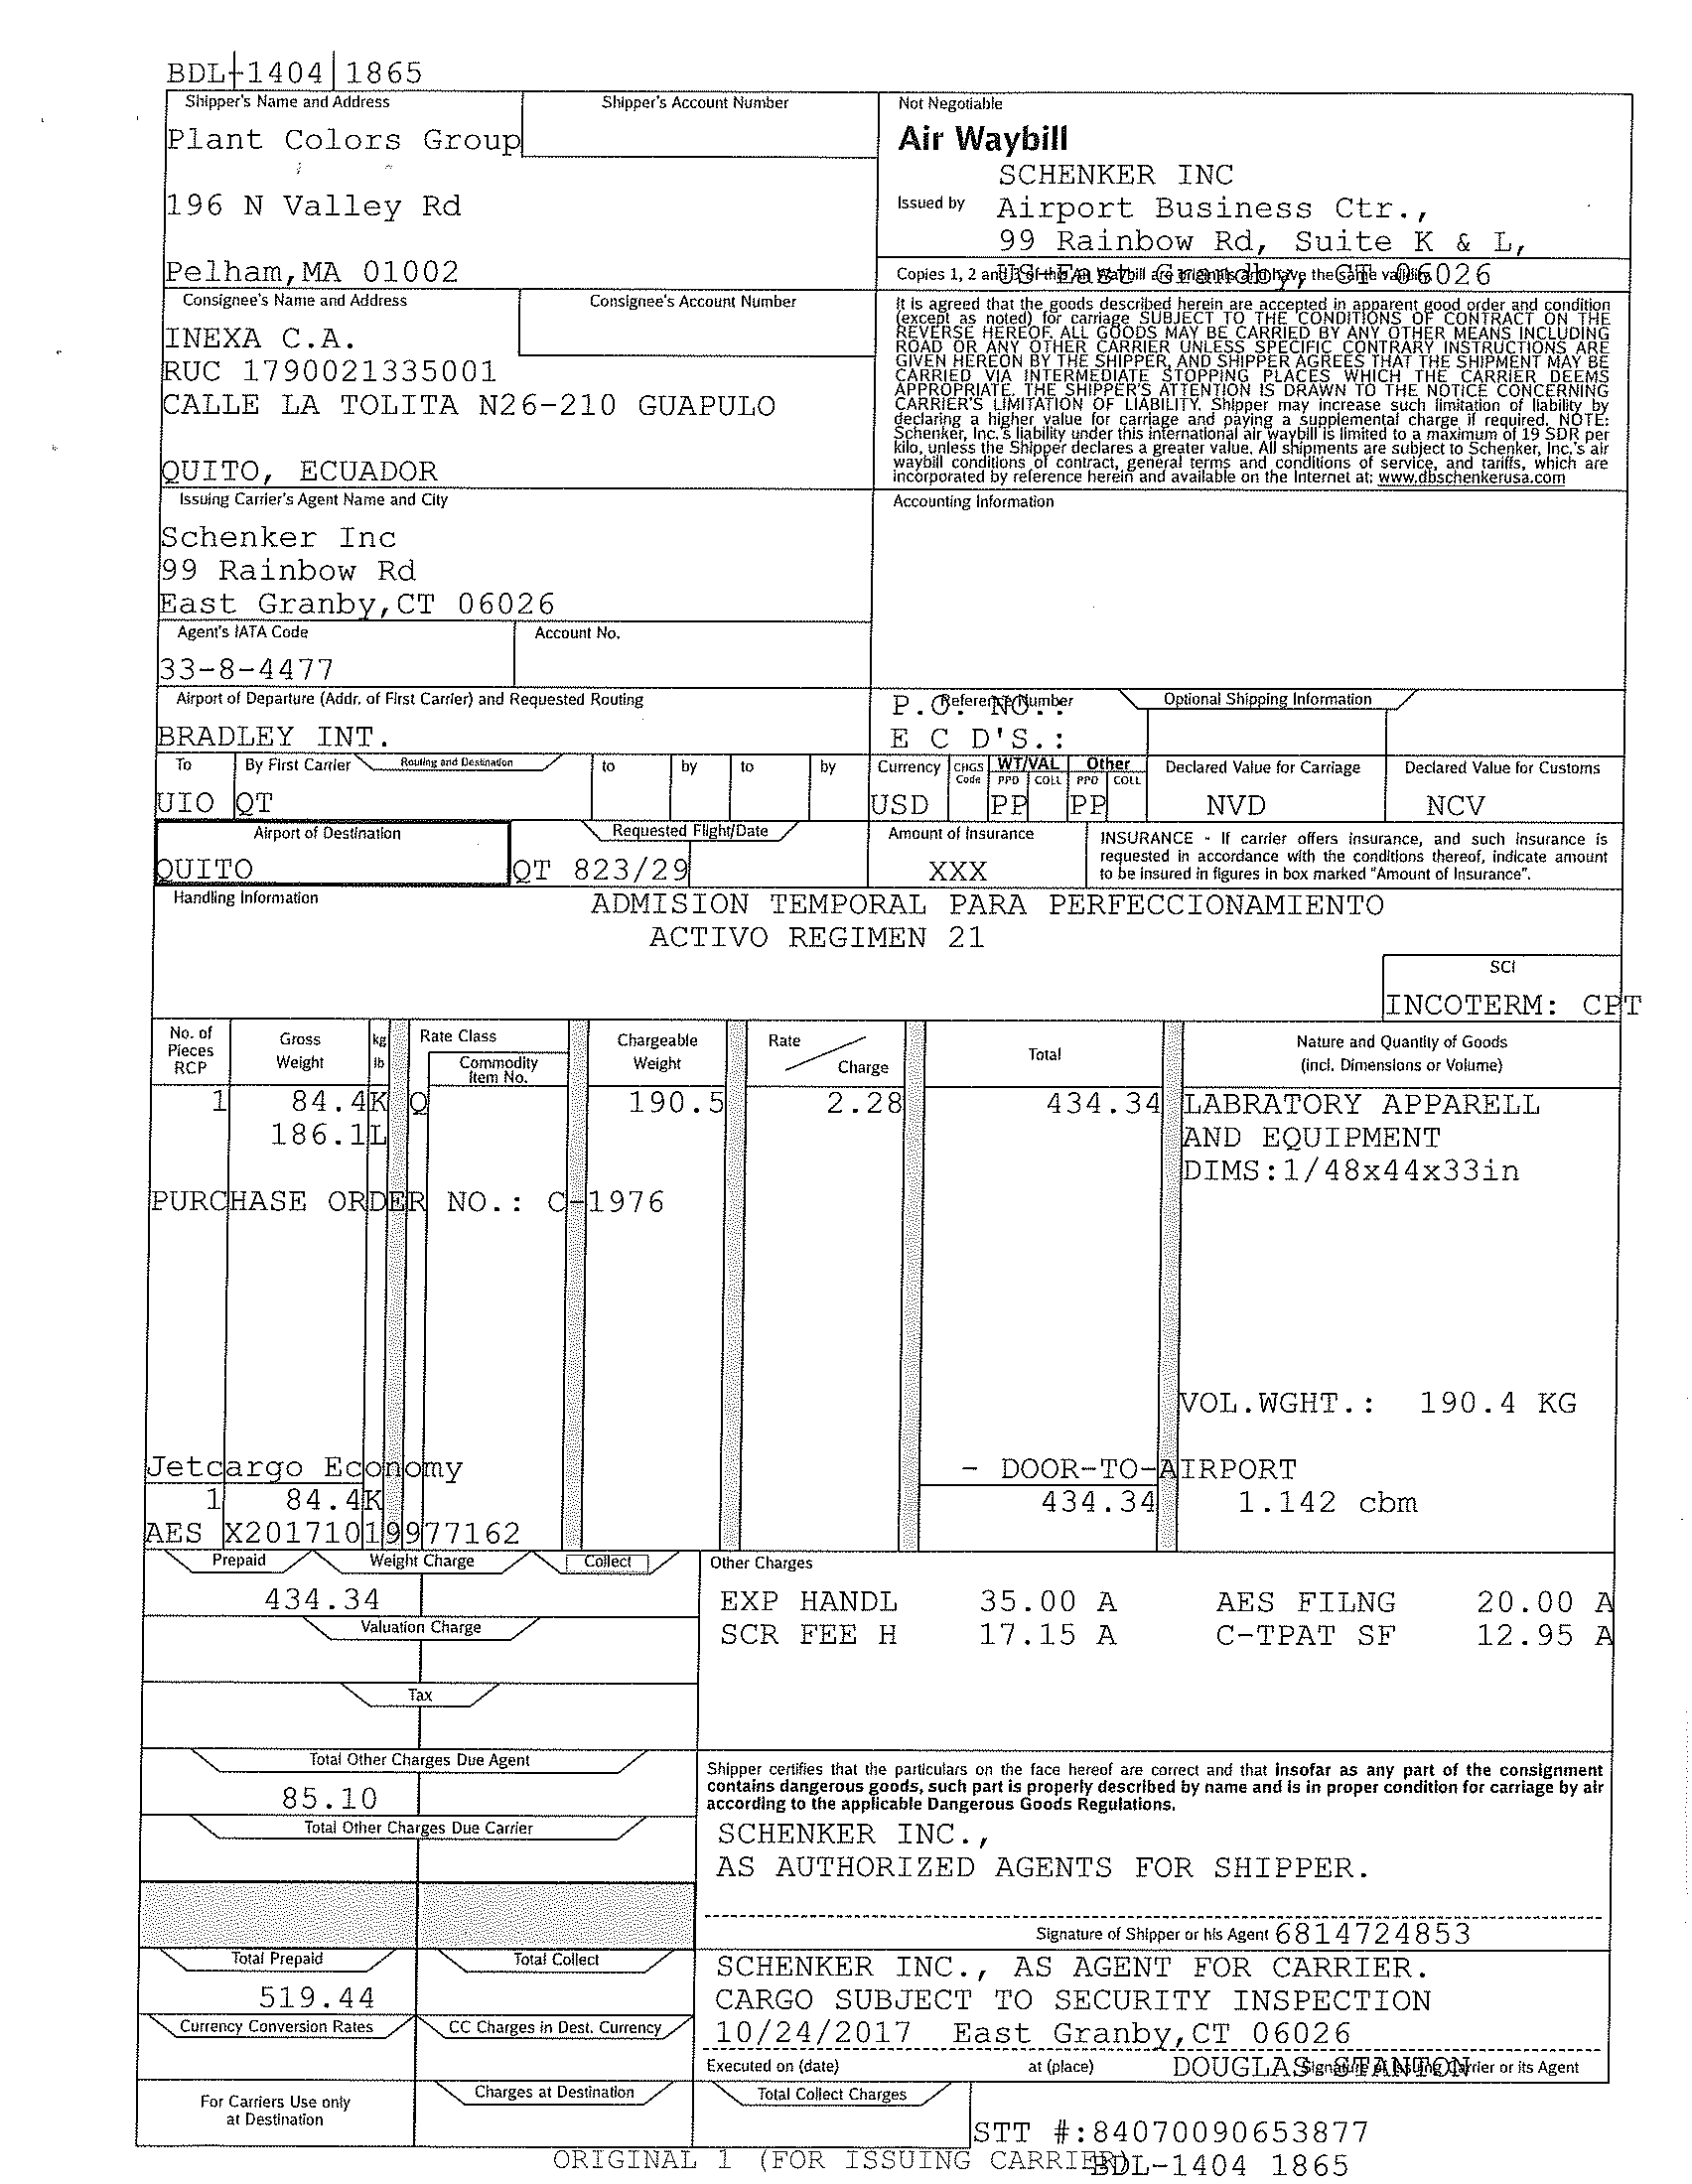 BDL-1404 1865
Shipper's Name and Address
Shipper's Account Number
Plant Colors Group
196 N Valley Rd
Pelham,MA 01002
Not Negotiable
Air Waybill
SCHENKER INC
Issued by Airport Business Ctr.,
99 Rainbow Rd, Suite K & L,
US East Granby, CT 06026
Copies 1, 2 and 3 of this Air Waybill are originals and have the same validity.
Consignee's Name and Address
Consignee's Account Number
INEXA C.A.
RUC 1790021335001
CALLE LA TOLITA N26-210 GUAPULO
QUITO, ECUADOR
It is agreed that the goods described herein are accepted in apparent good order and condition
(except as noted) for carriage SUBJECT TO THE CONDITIONS OF CONTRACT ON THE
REVERSE HEREOF. ALL GOODS MAY BE CARRIED BY ANY OTHER MEANS INCLUDING
ROAD OR ANY OTHER CARRIER UNLESS SPECIFIC CONTRARY INSTRUCTIONS ARE
GIVEN HEREON BY THE SHIPPER, AND SHIPPER AGREES THAT THE SHIPMENT MAY BE
CARRIED VIA INTERMEDIATE STOPPING PLACES WHICH THE CARRIER DEEMS
APPROPRIATE. THE SHIPPER'S ATTENTION IS DRAWN TO THE NOTICE CONCERNING
CARRIER'S LIMITATION OF LIABILITY. Shipper may increase such limitation of liability by
declaring a higher value for carriage and paying a supplemental charge if required. NOTE:
Schenker, Inc.'s liability under this international air waybill is limited to a maximum of 19 SDR per
kilo, unless the Shipper declares a greater value. All shipments are subject to Schenker, Inc.'s air
waybill conditions of contract, general terms and conditions of service, and tariffs, which are
incorporated by reference herein and available on the Internet at: www.dbschenkerusa.com
Issuing Carrier's Agent Name and City
Schenker Inc
99 Rainbow Rd
East Granby,CT 06026
Accounting Information
Agent's IATA Code
Account No.
33-8-4477
Airport of Departure (Addr. of First Carrier) and Requested Routing
BRADLEY INT.
Reference Number
P.O. NO.:
E C D'S.:
Optional Shipping Information
To By First Carrier Routing and Destination to by to by
UIO QT
Currency CHGS Code WT/VAL PPD COLL Other PPD COLL Declared Value for Carriage Declared Value for Customs
USD PP PP NVD NCV
Airport of Destination
QUITO
Requested Flight/Date
QT 823/29
Amount of Insurance
XXX
INSURANCE - If carrier offers insurance, and such insurance is
requested in accordance with the conditions thereof, indicate amount
to be insured in figures in box marked "Amount of Insurance".
Handling Information
ADMISION TEMPORAL PARA PERFECCIONAMIENTO
ACTIVO REGIMEN 21
SCI
INCOTERM: CPT
No. of Pieces RCP
Gross Weight
kg lb
Rate Class
Commodity Item No.
Chargeable Weight
Rate / Charge
Total
Nature and Quantity of Goods
(incl. Dimensions or Volume)
1 84.4K Q 190.5 2.28 434.34 LABRATORY APPARELL
186.1L AND EQUIPMENT
DIMS:1/48x44x33in
PURCHASE ORDER NO.: C-1976
VOL.WGHT.: 190.4 KG
Jetcargo Economy - DOOR-TO-AIRPORT
1 84.4K 434.34 1.142 cbm
AES X20171019977162
Prepaid Weight Charge Collect
434.34
Other Charges
EXP HANDL 35.00 A AES FILNG 20.00 A
SCR FEE H 17.15 A C-TPAT SF 12.95 A
Valuation Charge
Tax
Total Other Charges Due Agent
85.10
Total Other Charges Due Carrier
Shipper certifies that the particulars on the face hereof are correct and that insofar as any part of the consignment
contains dangerous goods, such part is properly described by name and is in proper condition for carriage by air
according to the applicable Dangerous Goods Regulations.
SCHENKER INC.,
AS AUTHORIZED AGENTS FOR SHIPPER.
Signature of Shipper or his Agent 6814724853
Total Prepaid Total Collect
519.44
SCHENKER INC., AS AGENT FOR CARRIER.
CARGO SUBJECT TO SECURITY INSPECTION
10/24/2017 East Granby,CT 06026
Currency Conversion Rates CC Charges in Dest. Currency
DOUGLAS STANTON
Executed on (date) at (place) Signature of Issuing Carrier or its Agent
For Carriers Use only
at Destination
Charges at Destination
Total Collect Charges
STT #:84070090653877
ORIGINAL 1 (FOR ISSUING CARRIER)
BDL-1404 1865